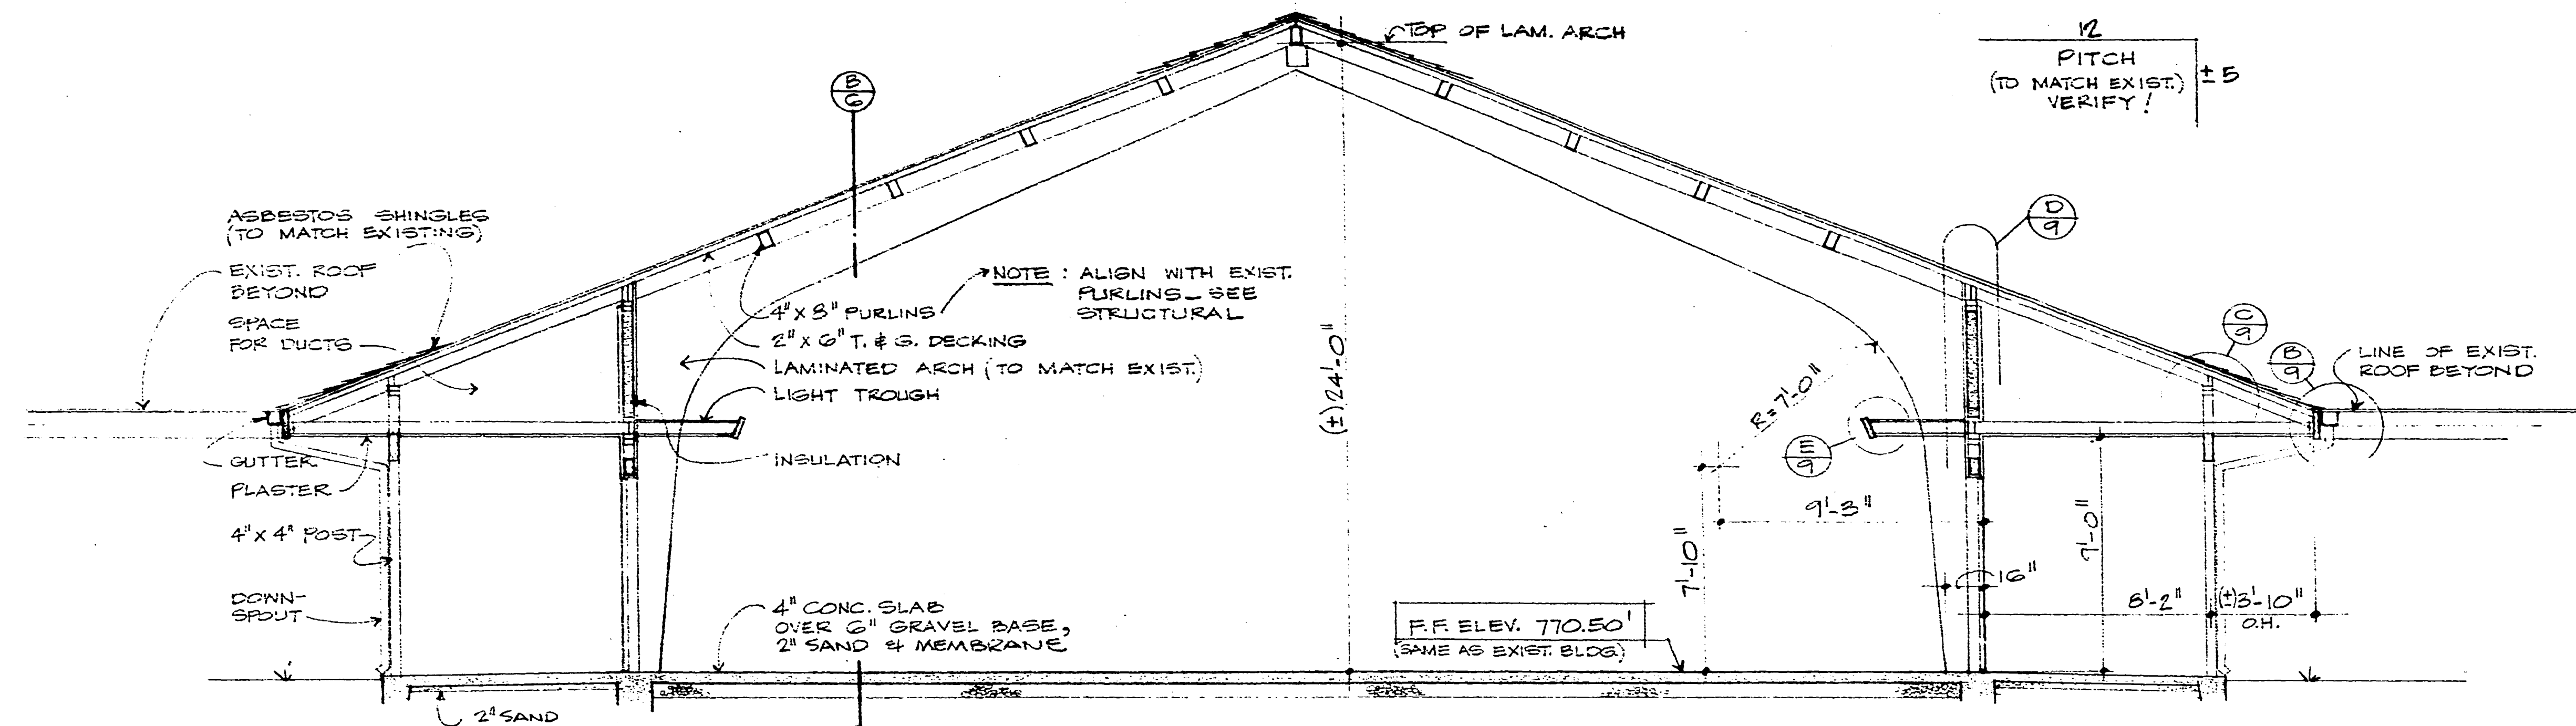 TOP OF LAM. ARCH
12
PITCH
(TO MATCH EXIST.)
VERIFY!
±5
B
6
ASBESTOS SHINGLES
(TO MATCH EXISTING)
EXIST. ROOF
BEYOND
SPACE
FOR DUCTS
GUTTER
PLASTER
4" X 4" POST
DOWN-
SPOUT
2" SAND
4" X 8" PURLINS
NOTE : ALIGN WITH EXIST.
PURLINS - SEE
STRUCTURAL
2" X 6" T. & G. DECKING
LAMINATED ARCH (TO MATCH EXIST.)
LIGHT TROUGH
INSULATION
4" CONC. SLAB
OVER 6" GRAVEL BASE,
2" SAND & MEMBRANE
(±)24'-0"
F.F. ELEV. 770.50'
(SAME AS EXIST. BLDG.)
R=7'-0"
E
9
9'-3"
7'-10"
16"
7'-0"
8'-2"
(±)3'-10"
O.H.
D
9
C
9
B
9
LINE OF EXIST.
ROOF BEYOND